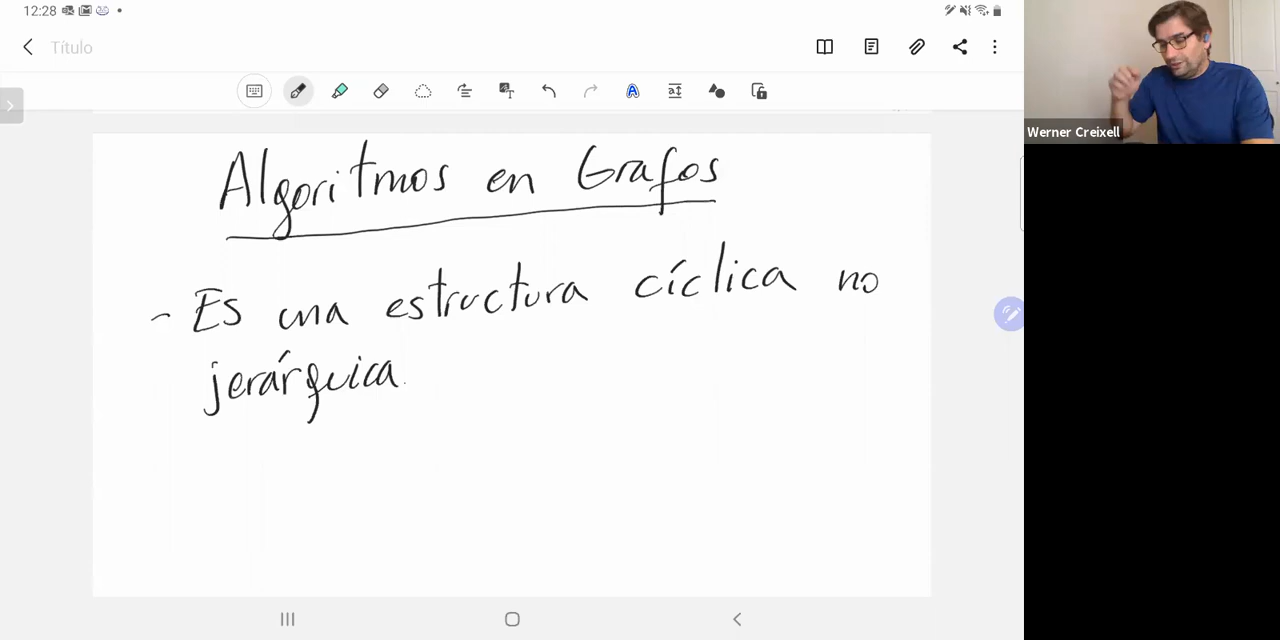 12:28
Título
Werner Creixell
Algoritmos en Grafos
- Es una estructura cíclica no
jerárquica.